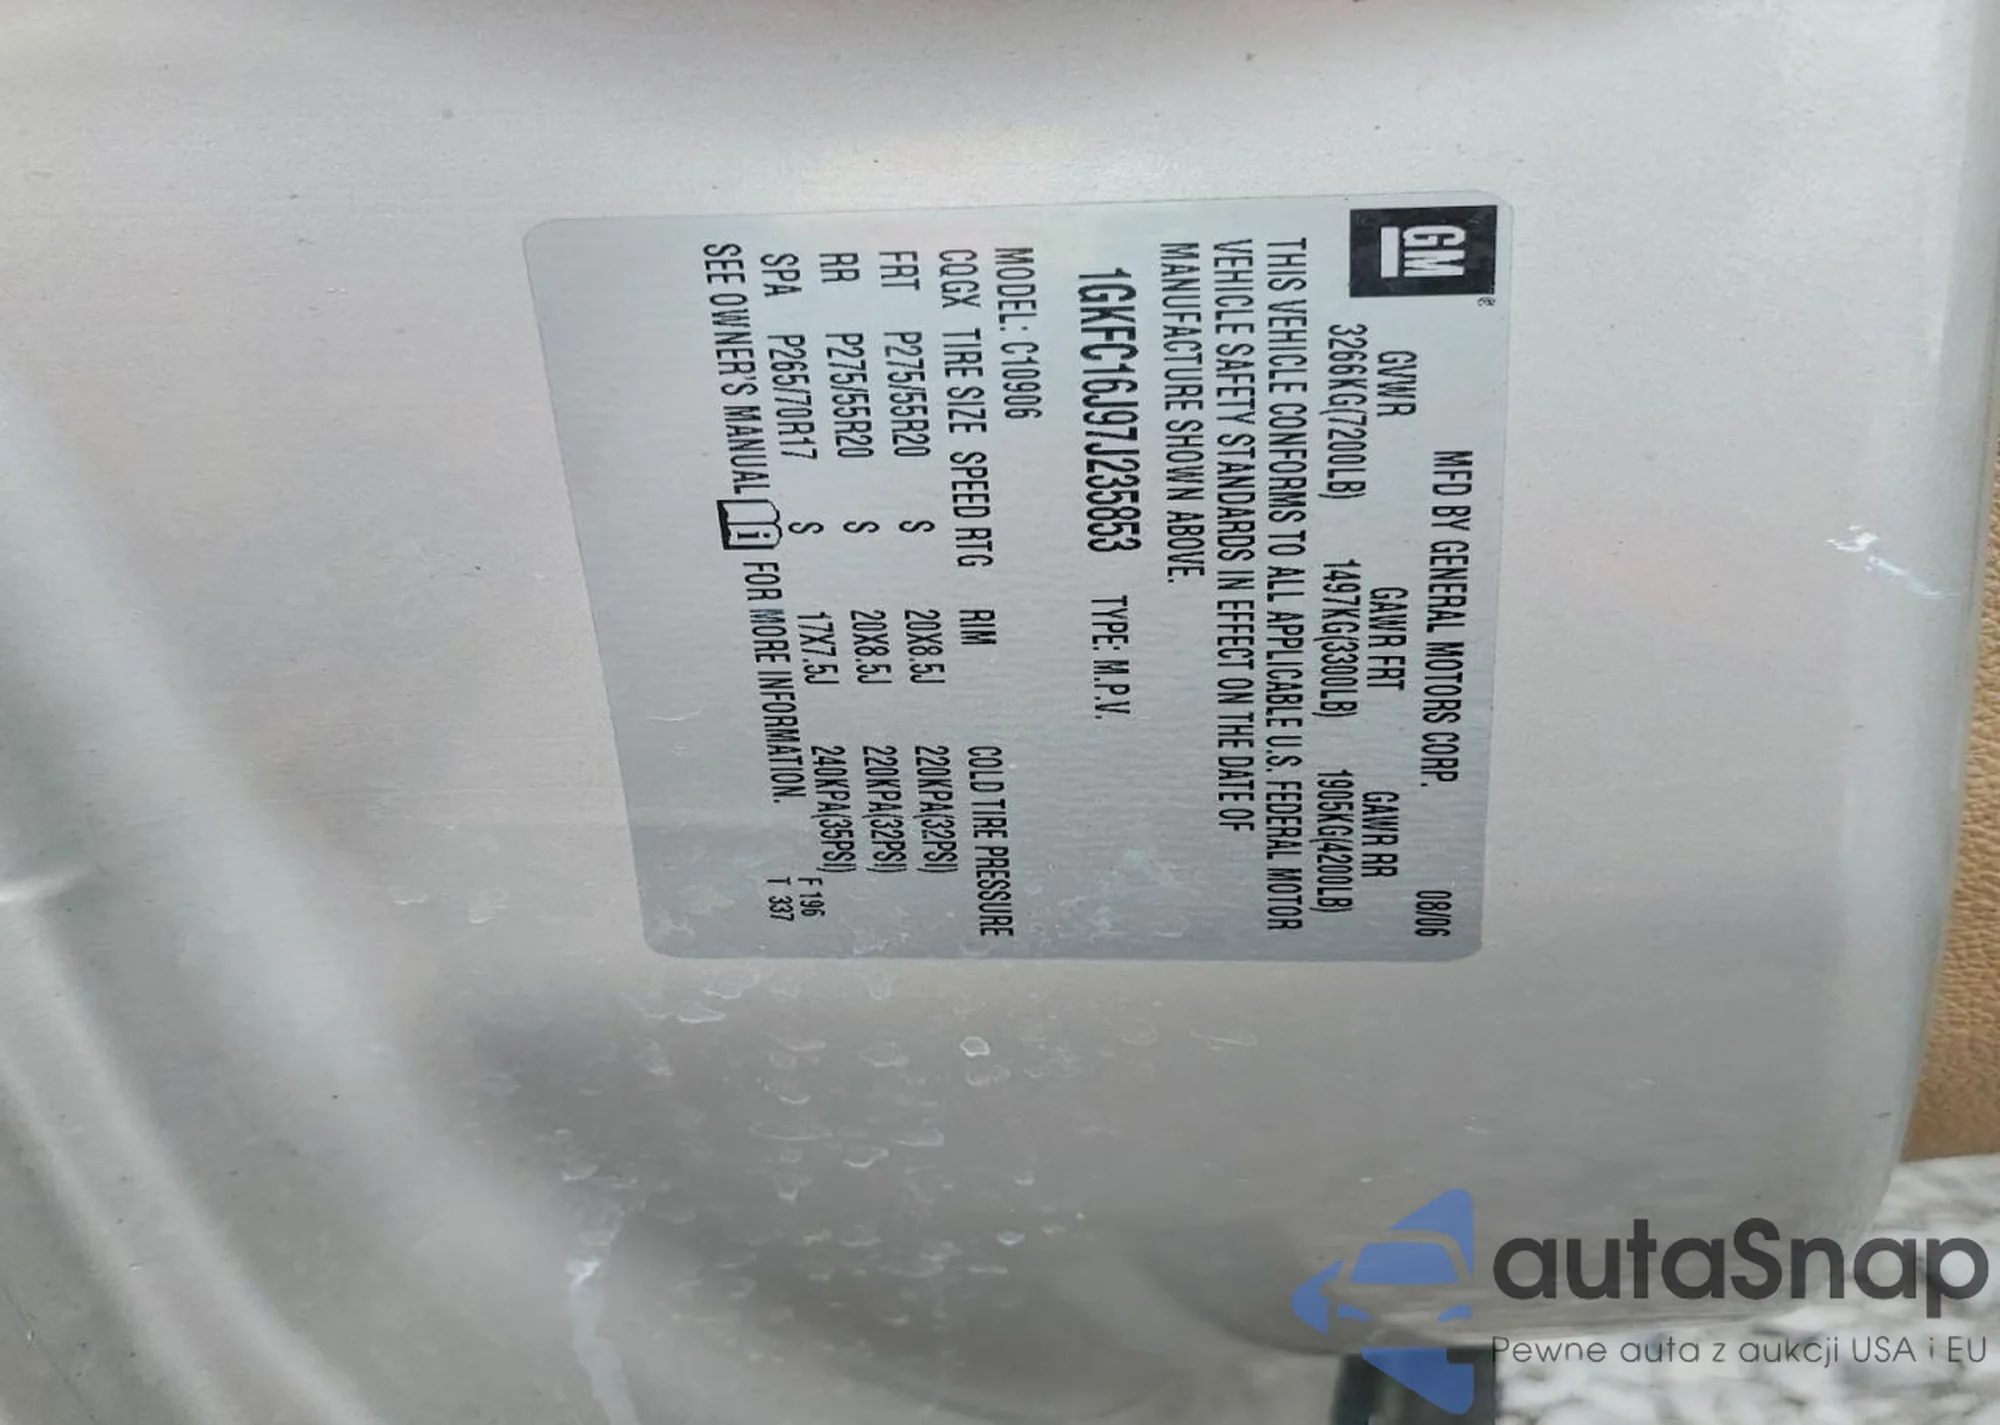 GM ®
MFD BY GENERAL MOTORS CORP. 08/06
GVWR GAWR FRT GAWR RR
3266KG(7200LB) 1497KG(3300LB) 1905KG(4200LB)
THIS VEHICLE CONFORMS TO ALL APPLICABLE U.S. FEDERAL MOTOR
VEHICLE SAFETY STANDARDS IN EFFECT ON THE DATE OF
MANUFACTURE SHOWN ABOVE.
1GKFC16J97J235853 TYPE: M.P.V.
MODEL: C10906
CQGX TIRE SIZE SPEED RTG RIM COLD TIRE PRESSURE
FRT P275/55R20 S 20X8.5J 220KPA(32PSI)
RR P275/55R20 S 20X8.5J 220KPA(32PSI)
SPA P265/70R17 S 17X7.5J 240KPA(35PSI) F 196
SEE OWNER'S MANUAL i FOR MORE INFORMATION. T 337
autaSnap
Pewne auta z aukcji USA i EU